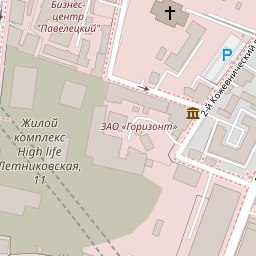 Бизнес-
центр
"Павелецкий"
P
2-й Кожевнический
ЗАО «Горизонт»
Жилой
комплекс
High life
Летниковская,
11